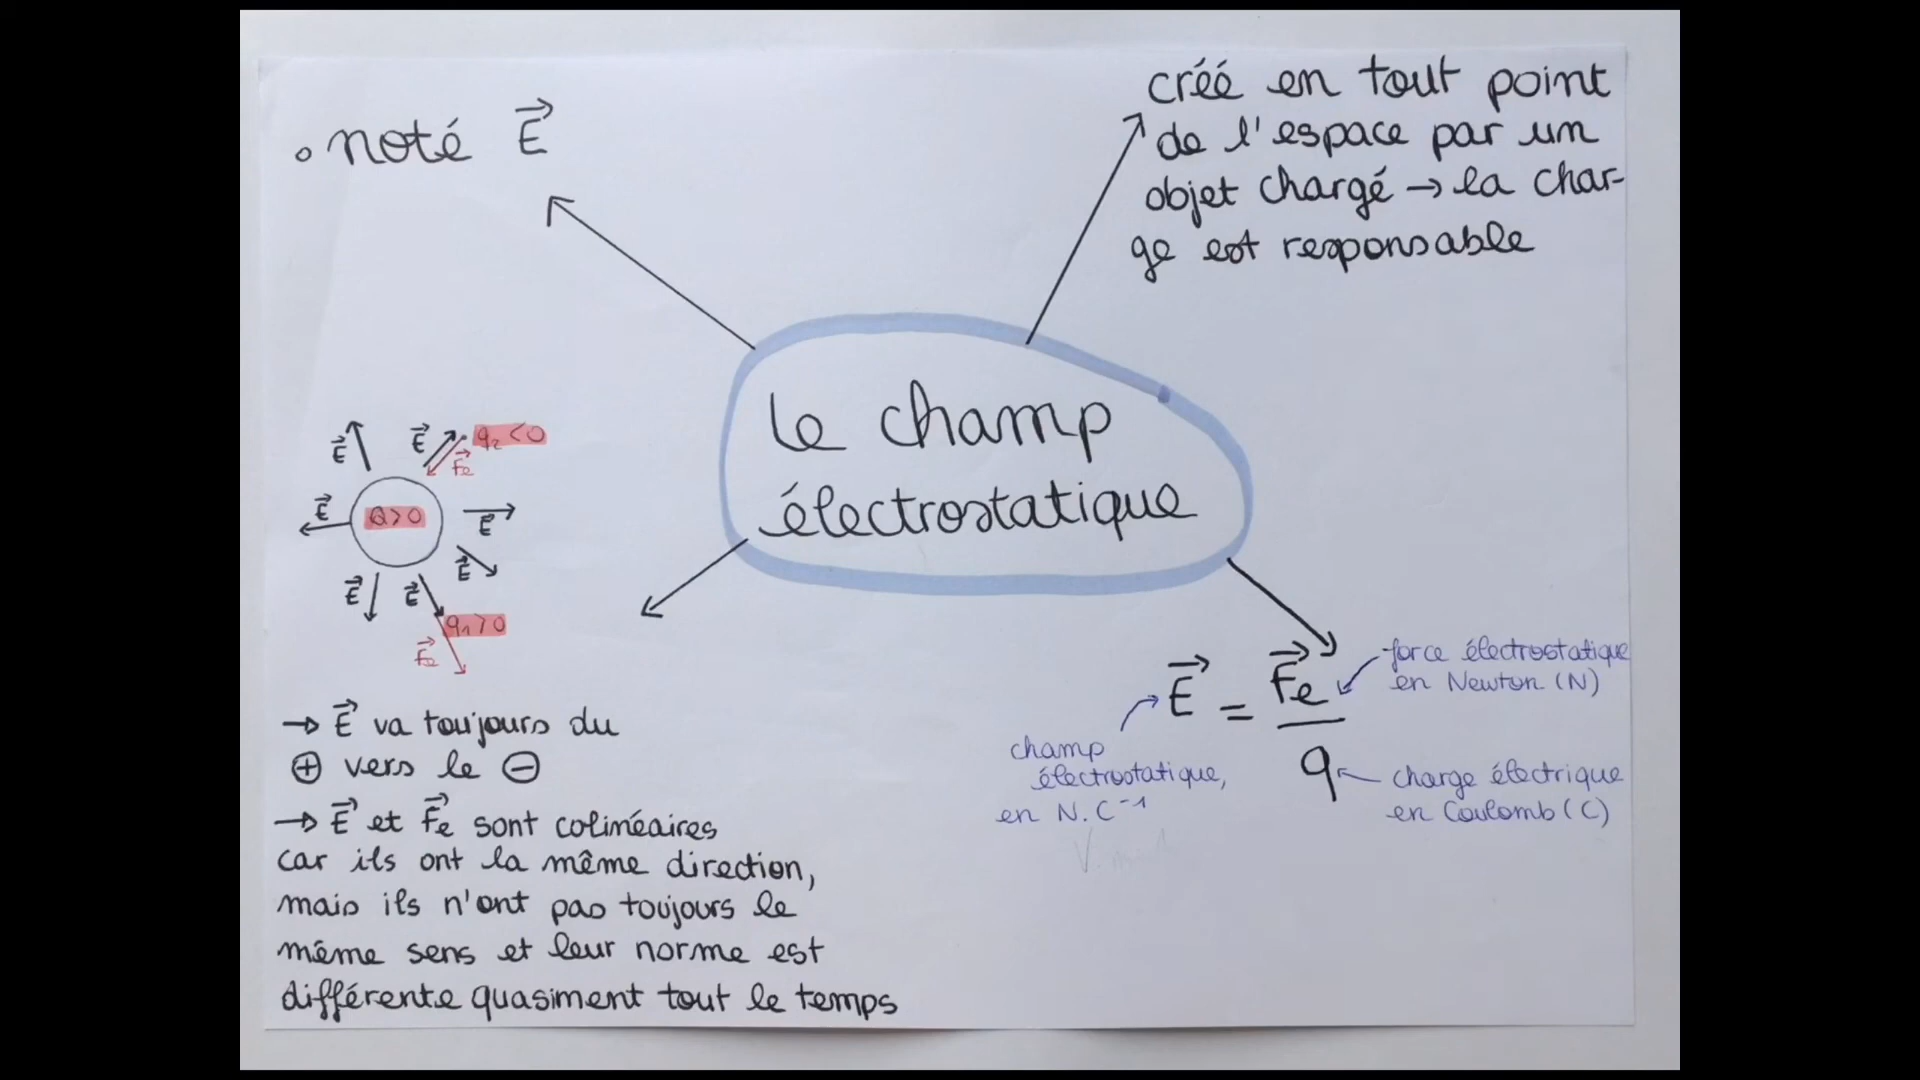 • noté E⃗
créé en tout point
de l'espace par un
objet chargé → la char-
ge est responsable
le champ
électrostatique
E⃗
E⃗
q₂ < 0
F⃗e
E⃗
Q > 0
E⃗
E⃗
E⃗
E⃗
q₁ > 0
F⃗e
→ E⃗ va toujours du
⊕ vers le ⊖
→ E⃗ et F⃗e sont colinéaires
car ils ont la même direction,
mais ils n'ont pas toujours le
même sens et leur norme est
différente quasiment tout le temps
E⃗ = F⃗e
q
force électrostatique
en Newton (N)
champ
électrostatique,
en N.C⁻¹
charge électrique
en Coulomb (C)